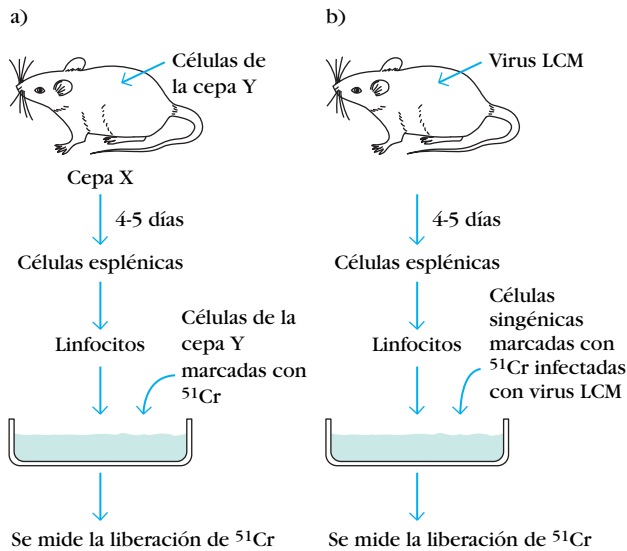 a)
Células de
la cepa Y
Cepa X
4-5 días
Células esplénicas
Linfocitos
Células de la
cepa Y
marcadas con
⁵¹Cr
Se mide la liberación de ⁵¹Cr
b)
Virus LCM
4-5 días
Células esplénicas
Linfocitos
Células
singénicas
marcadas con
⁵¹Cr infectadas
con virus LCM
Se mide la liberación de ⁵¹Cr